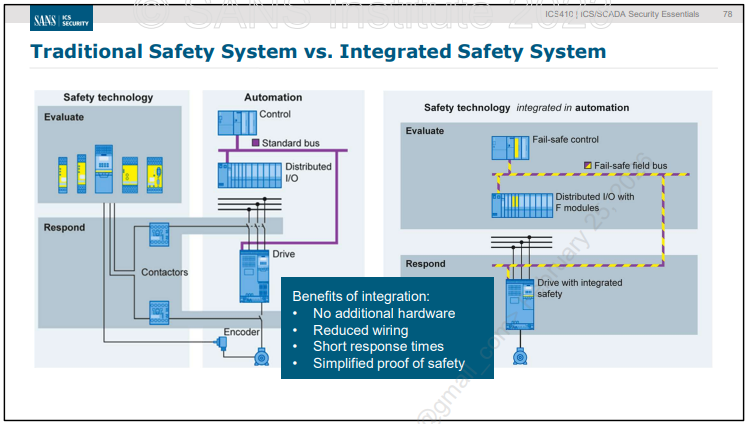 © SANS Institute 2026
SANS
ICS
SECURITY
ICS410 | ICS/SCADA Security Essentials 78
Traditional Safety System vs. Integrated Safety System
Safety technology
Evaluate
Respond
Contactors
Encoder
Automation
Control
Standard bus
Distributed
I/O
Drive
Safety technology integrated in automation
Evaluate
Fail-safe control
Fail-safe field bus
Distributed I/O with
F modules
Respond
Drive with integrated
safety
Benefits of integration:
• No additional hardware
• Reduced wiring
• Short response times
• Simplified proof of safety